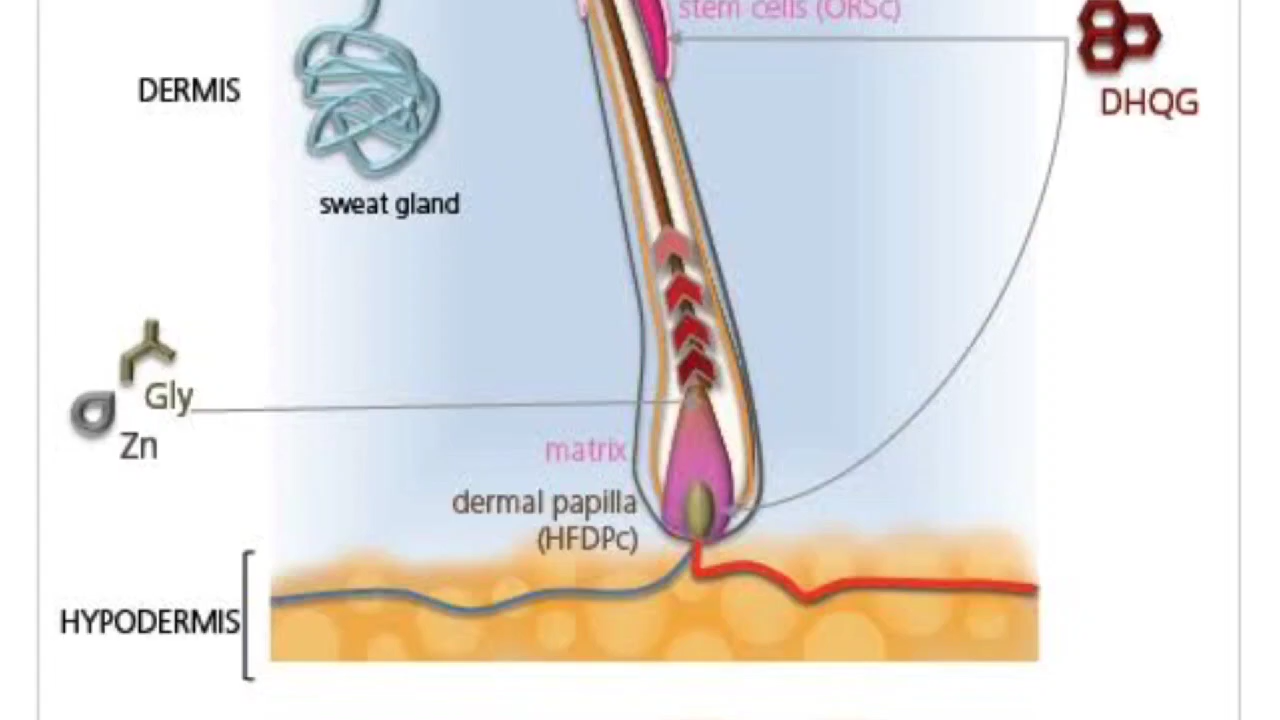 stem cells (ORSc)
DERMIS
DHQG
sweat gland
Gly
Zn
matrix
dermal papilla
(HFDPc)
HYPODERMIS